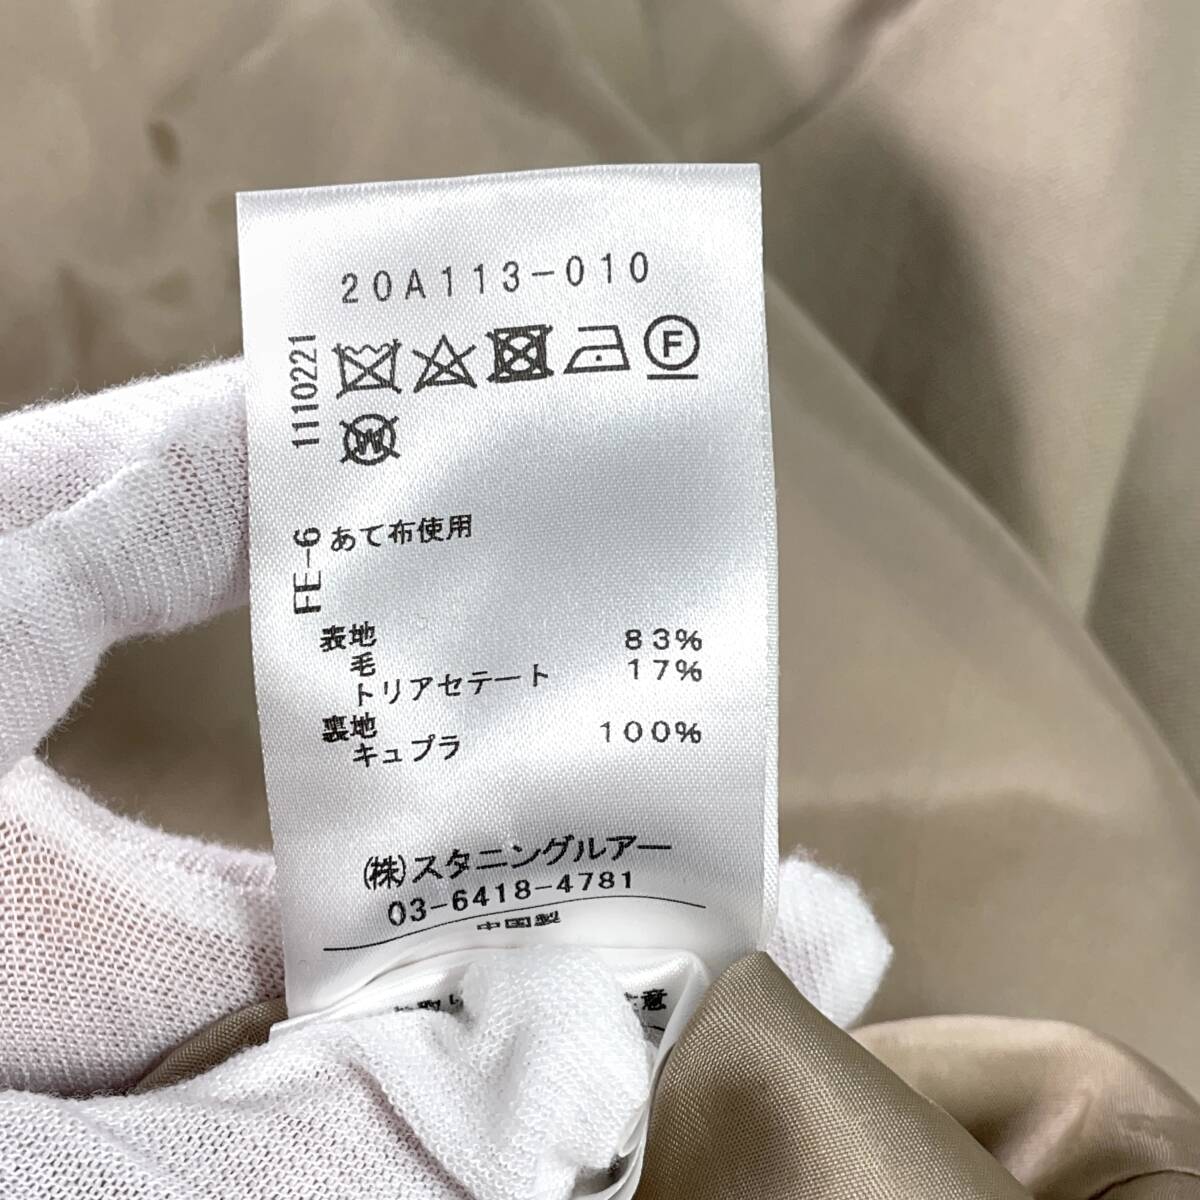 20A113-010
1110221
F
W
FE-6
あて布使用
表地
毛 83%
トリアセテート 17%
裏地
キュプラ 100%
(株)スタニングルアー
03-6418-4781
中国製
意